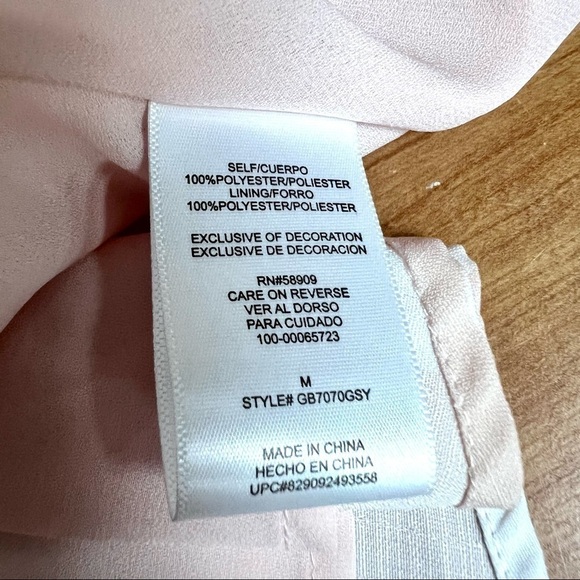 SELF/CUERPO
100%POLYESTER/POLIESTER
LINING/FORRO
100%POLYESTER/POLIESTER
EXCLUSIVE OF DECORATION
EXCLUSIVE DE DECORACION
RN#58909
CARE ON REVERSE
VER AL DORSO
PARA CUIDADO
100-00065723
M
STYLE# GB7070GSY
MADE IN CHINA
HECHO EN CHINA
UPC#829092493558